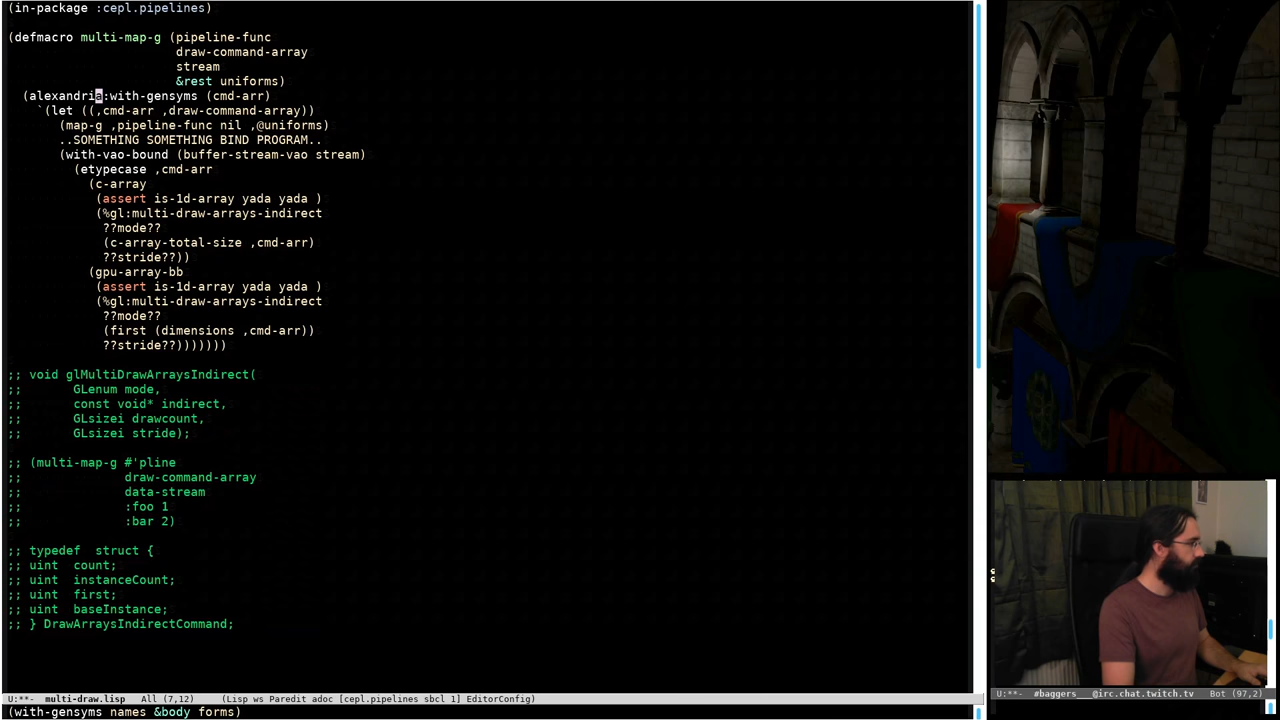 (in-package :cepl.pipelines)
(defmacro multi-map-g (pipeline-func
                       draw-command-array
                       stream
                       &rest uniforms)
  (alexandria:with-gensyms (cmd-arr)
    `(let ((,cmd-arr ,draw-command-array))
       (map-g ,pipeline-func nil ,@uniforms)
       ..SOMETHING SOMETHING BIND PROGRAM..
       (with-vao-bound (buffer-stream-vao stream)
         (etypecase ,cmd-arr
           (c-array
            (assert is-1d-array yada yada )
            (%gl:multi-draw-arrays-indirect
             ??mode??
             (c-array-total-size ,cmd-arr)
             ??stride??))
           (gpu-array-bb
            (assert is-1d-array yada yada )
            (%gl:multi-draw-arrays-indirect
             ??mode??
             (first (dimensions ,cmd-arr))
             ??stride??)))))))
;; void glMultiDrawArraysIndirect(
;;       GLenum mode,
;;       const void* indirect,
;;       GLsizei drawcount,
;;       GLsizei stride);
;; (multi-map-g #'pline
;;              draw-command-array
;;              data-stream
;;              :foo 1
;;              :bar 2)
;; typedef  struct {
;; uint  count;
;; uint  instanceCount;
;; uint  first;
;; uint  baseInstance;
;; } DrawArraysIndirectCommand;
U:**-  multi-draw.lisp   All (7,12)     (Lisp ws Paredit adoc [cepl.pipelines sbcl 1] EditorConfig)
(with-gensyms names &body forms)
U:**-  #baggers__@irc.chat.twitch.tv   Bot (97,2)